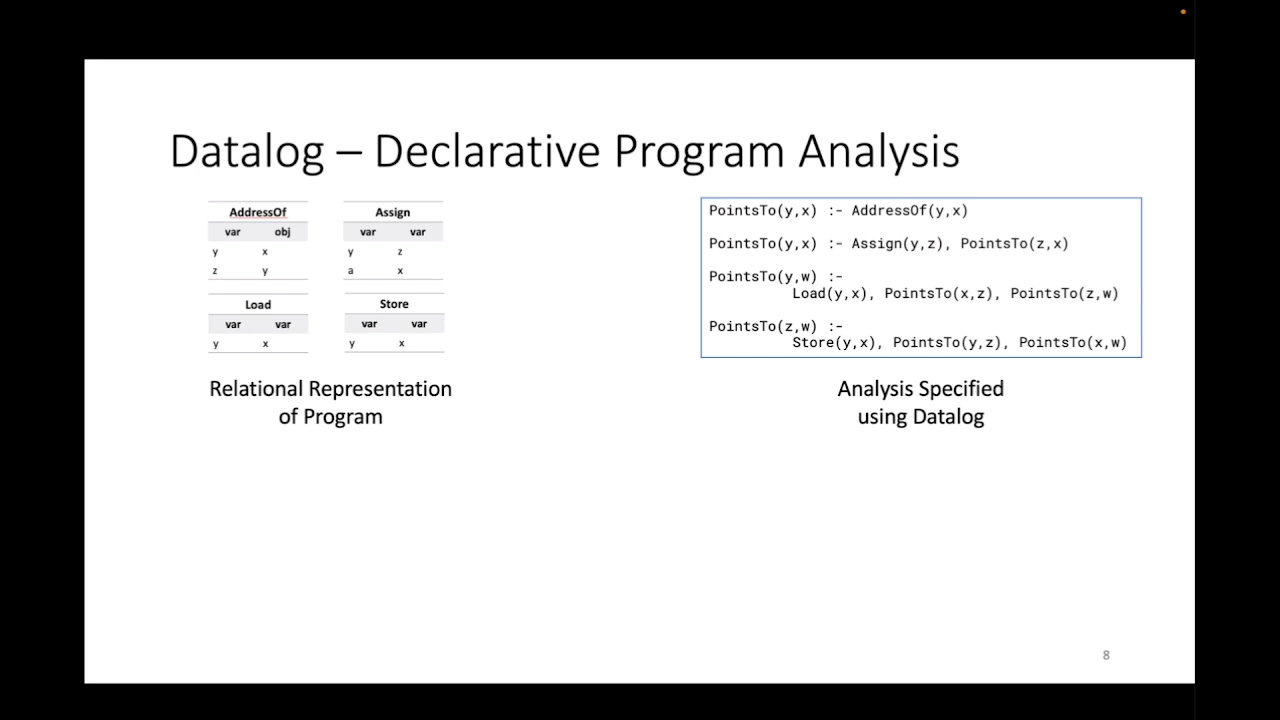 Datalog – Declarative Program Analysis
AddressOf
var obj
y x
z y
Assign
var var
y z
a x
Load
var var
y x
Store
var var
y x
Relational Representation
of Program
PointsTo(y,x) :- AddressOf(y,x)
PointsTo(y,x) :- Assign(y,z), PointsTo(z,x)
PointsTo(y,w) :-
Load(y,x), PointsTo(x,z), PointsTo(z,w)
PointsTo(z,w) :-
Store(y,x), PointsTo(y,z), PointsTo(x,w)
Analysis Specified
using Datalog
8